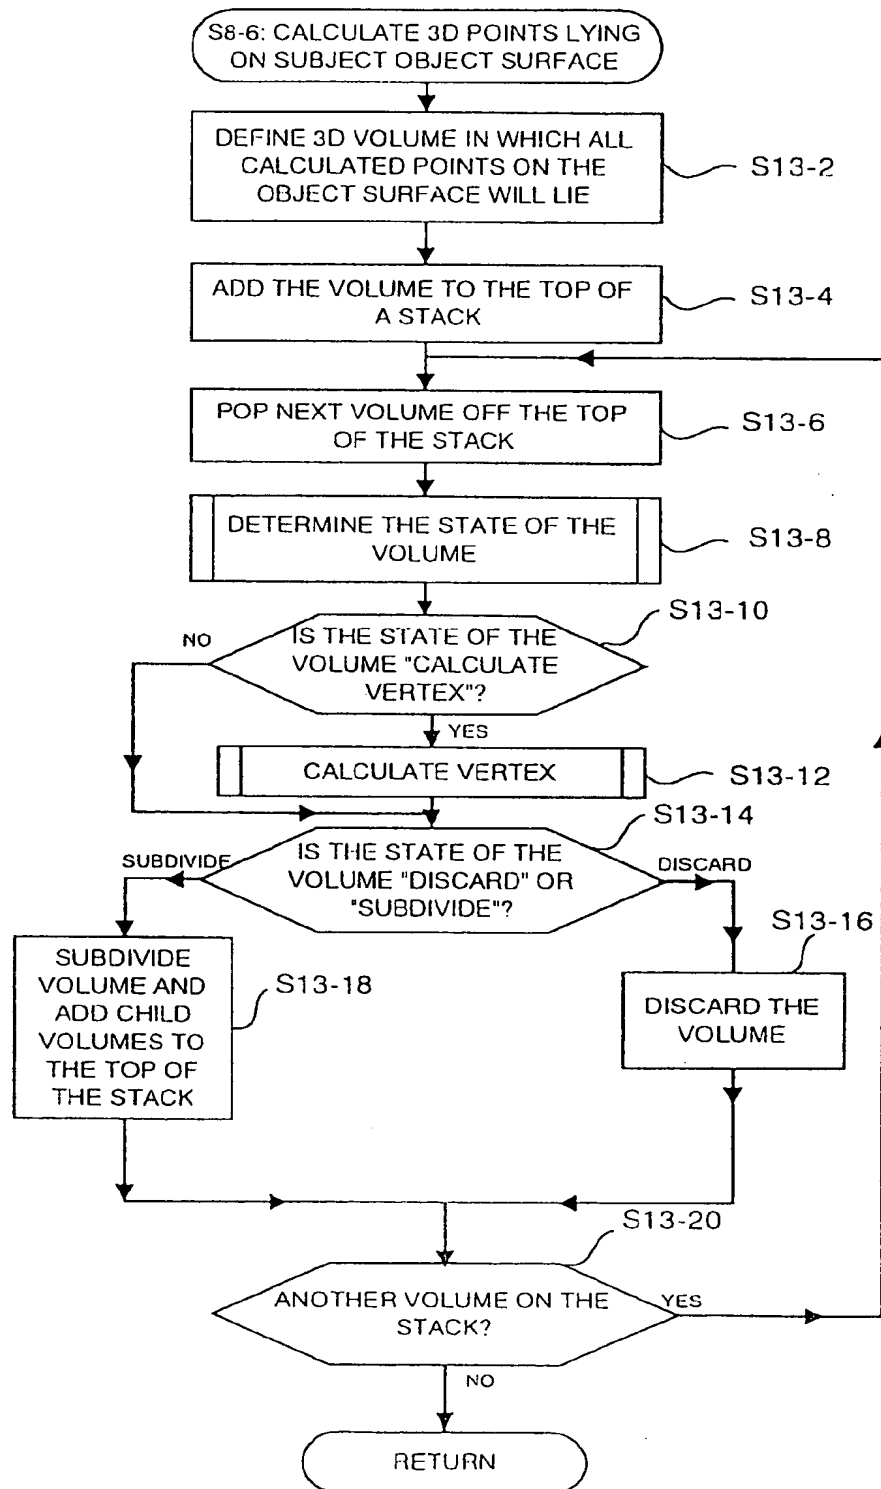 S8-6: CALCULATE 3D POINTS LYING
ON SUBJECT OBJECT SURFACE
DEFINE 3D VOLUME IN WHICH ALL
CALCULATED POINTS ON THE
OBJECT SURFACE WILL LIE
S13-2
ADD THE VOLUME TO THE TOP OF
A STACK
S13-4
POP NEXT VOLUME OFF THE TOP
OF THE STACK
S13-6
DETERMINE THE STATE OF THE
VOLUME
S13-8
S13-10
NO
IS THE STATE OF THE
VOLUME "CALCULATE
VERTEX"?
YES
CALCULATE VERTEX
S13-12
S13-14
SUBDIVIDE
IS THE STATE OF THE
VOLUME "DISCARD" OR
"SUBDIVIDE"?
DISCARD
S13-16
SUBDIVIDE
VOLUME AND
ADD CHILD
VOLUMES TO
THE TOP OF
THE STACK
S13-18
DISCARD THE
VOLUME
S13-20
ANOTHER VOLUME ON THE
STACK?
YES
NO
RETURN